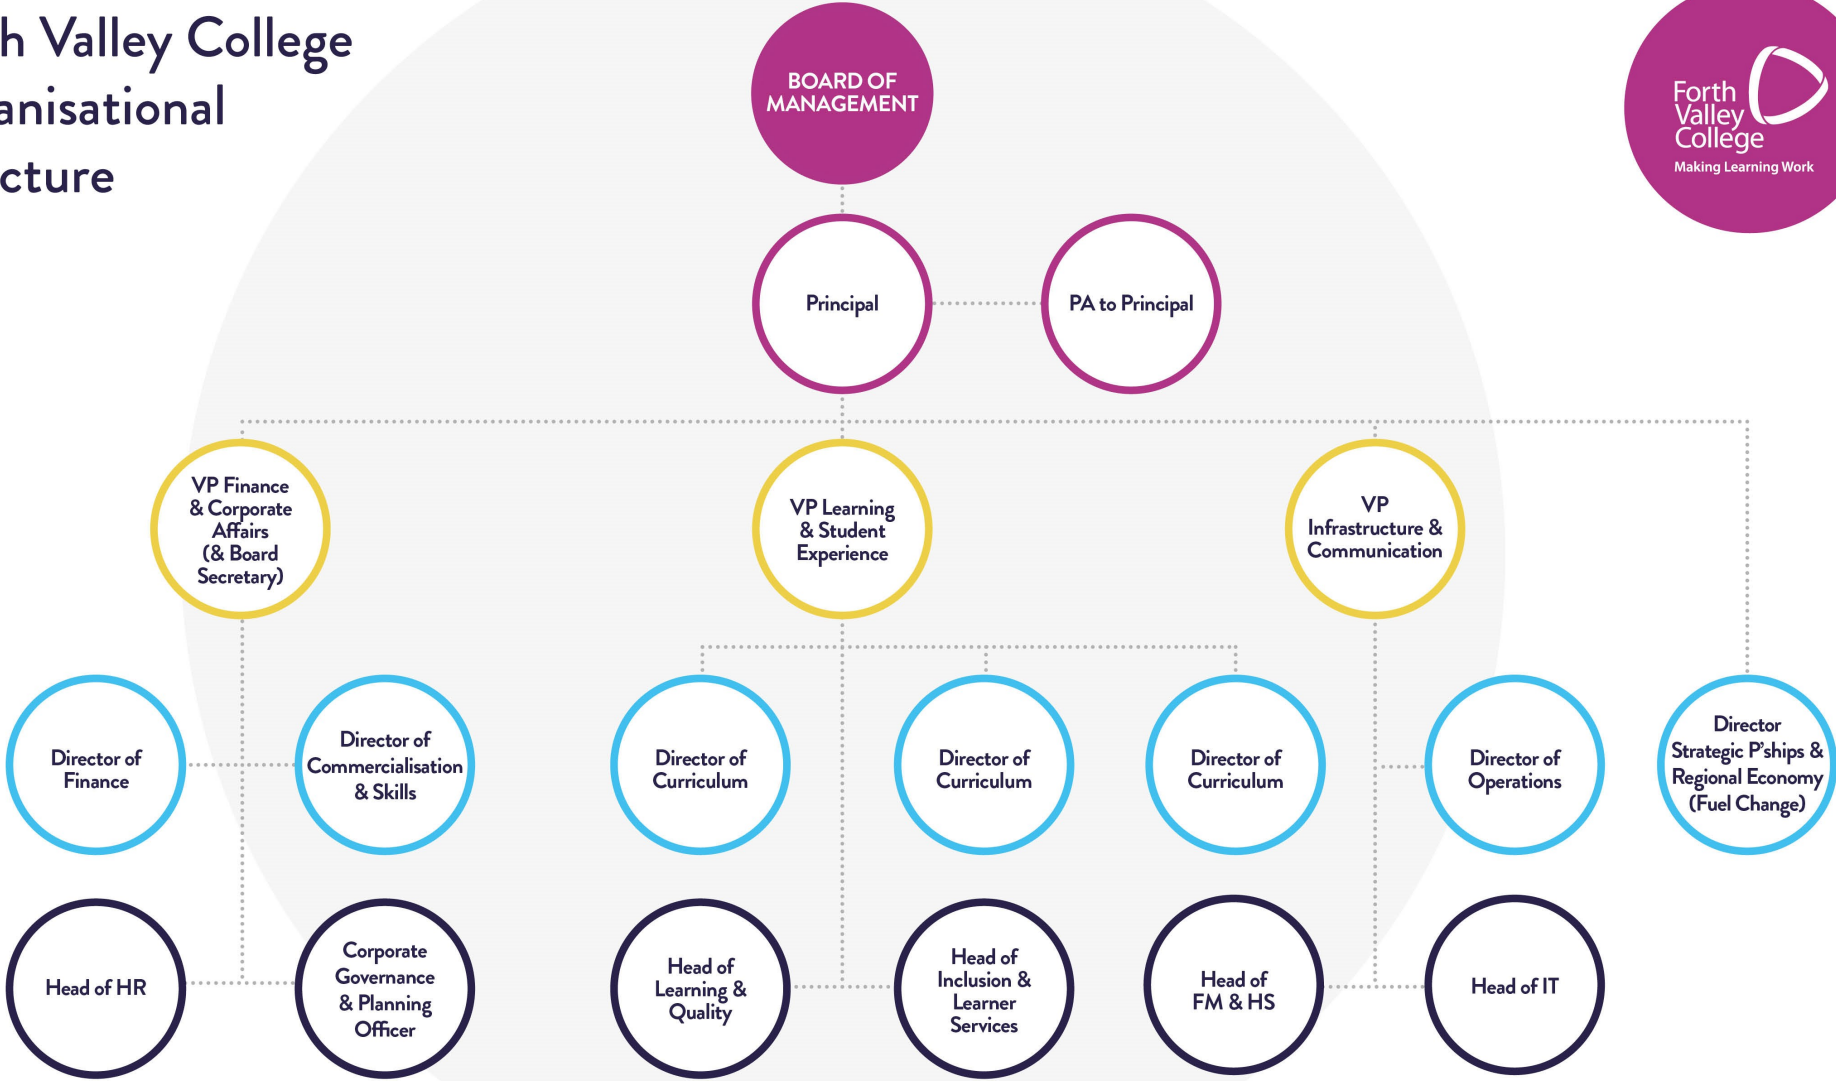 h Valley College
anisational
cture
BOARD OF
MANAGEMENT
Forth
Valley
College
Making Learning Work
Principal
PA to Principal
VP Finance
& Corporate
Affairs
(& Board
Secretary)
VP Learning
& Student
Experience
VP
Infrastructure &
Communication
Director of
Finance
Director of
Commercialisation
& Skills
Director of
Curriculum
Director of
Curriculum
Director of
Curriculum
Director of
Operations
Director
Strategic P'ships &
Regional Economy
(Fuel Change)
Head of HR
Corporate
Governance
& Planning
Officer
Head of
Learning &
Quality
Head of
Inclusion &
Learner
Services
Head of
FM & HS
Head of IT